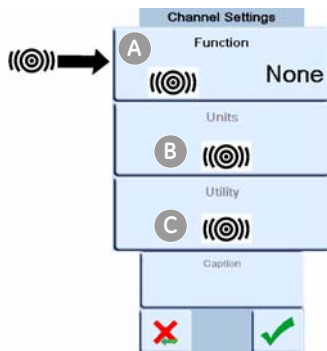 Channel Settings
A
Function
None
Units
B
Utility
C
Caption